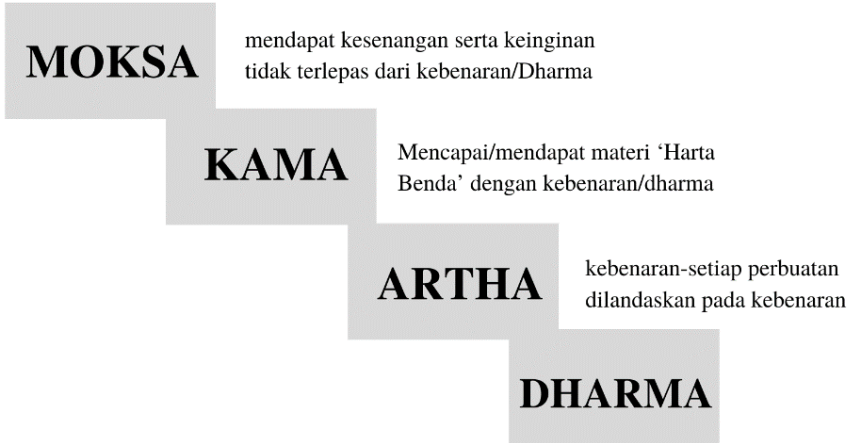 MOKSA
mendapat kesenangan serta keinginan
tidak terlepas dari kebenaran/Dharma
KAMA
Mencapai/mendapat materi ‘Harta
Benda’ dengan kebenaran/dharma
ARTHA
kebenaran-setiap perbuatan
dilandaskan pada kebenaran
DHARMA